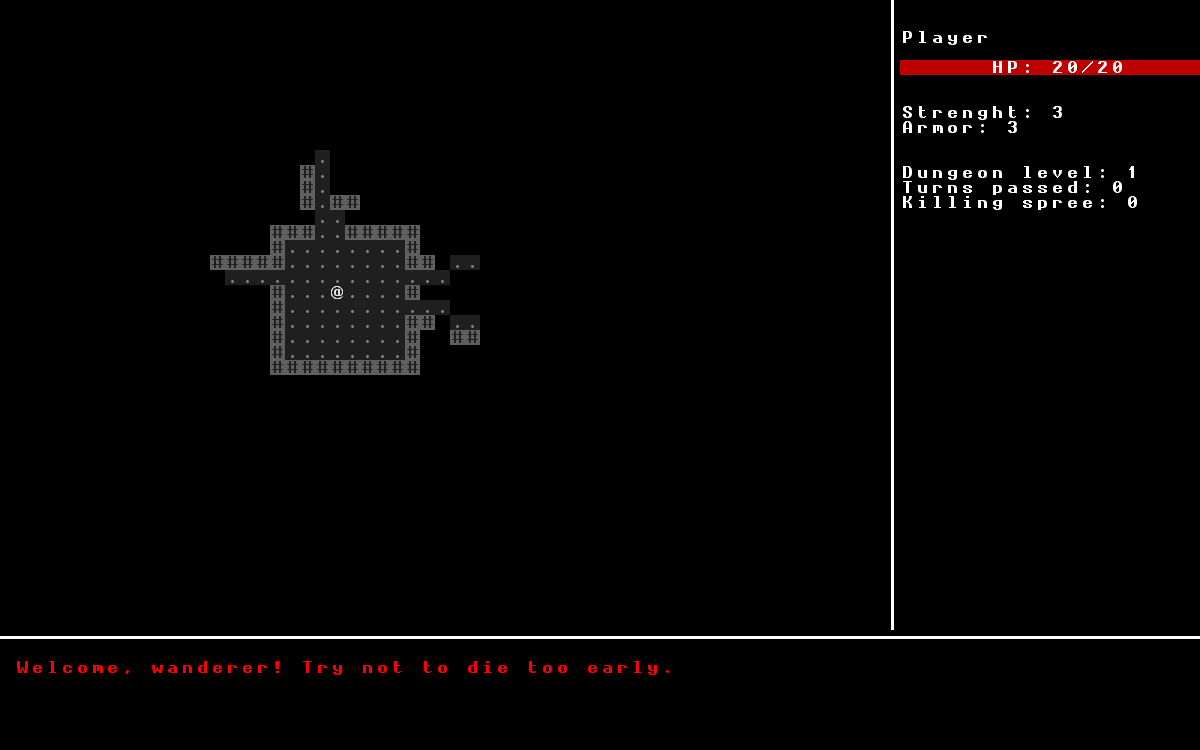 Player
HP: 20/20
Strenght: 3
Armor: 3
Dungeon level: 1
Turns passed: 0
Killing spree: 0
@
Welcome, wanderer! Try not to die too early.